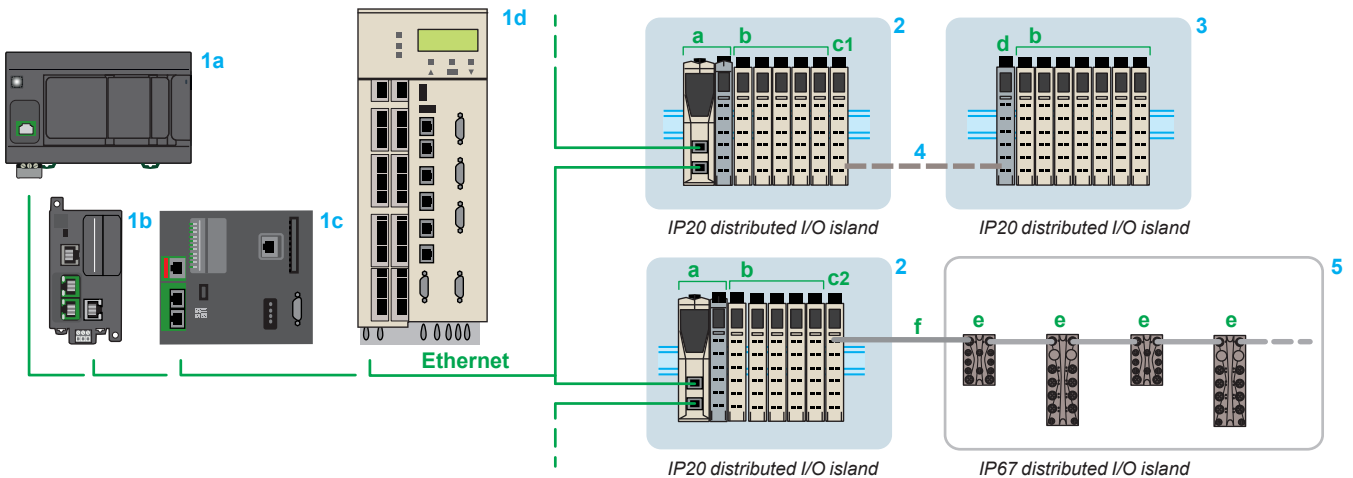 1a
1b
1c
1d
Ethernet
2
a b c1
IP20 distributed I/O island
4
3
d b
IP20 distributed I/O island
2
a b c2
IP20 distributed I/O island
f
5
e e e e
IP67 distributed I/O island